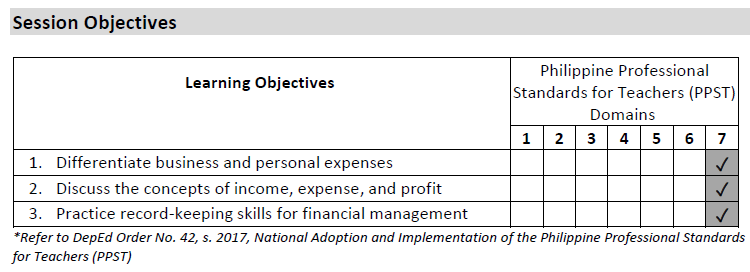 Session Objectives
Learning Objectives
Philippine Professional
Standards for Teachers (PPST)
Domains
1 2 3 4 5 6 7
1. Differentiate business and personal expenses ✓
2. Discuss the concepts of income, expense, and profit ✓
3. Practice record-keeping skills for financial management ✓
*Refer to DepEd Order No. 42, s. 2017, National Adoption and Implementation of the Philippine Professional Standards
for Teachers (PPST)